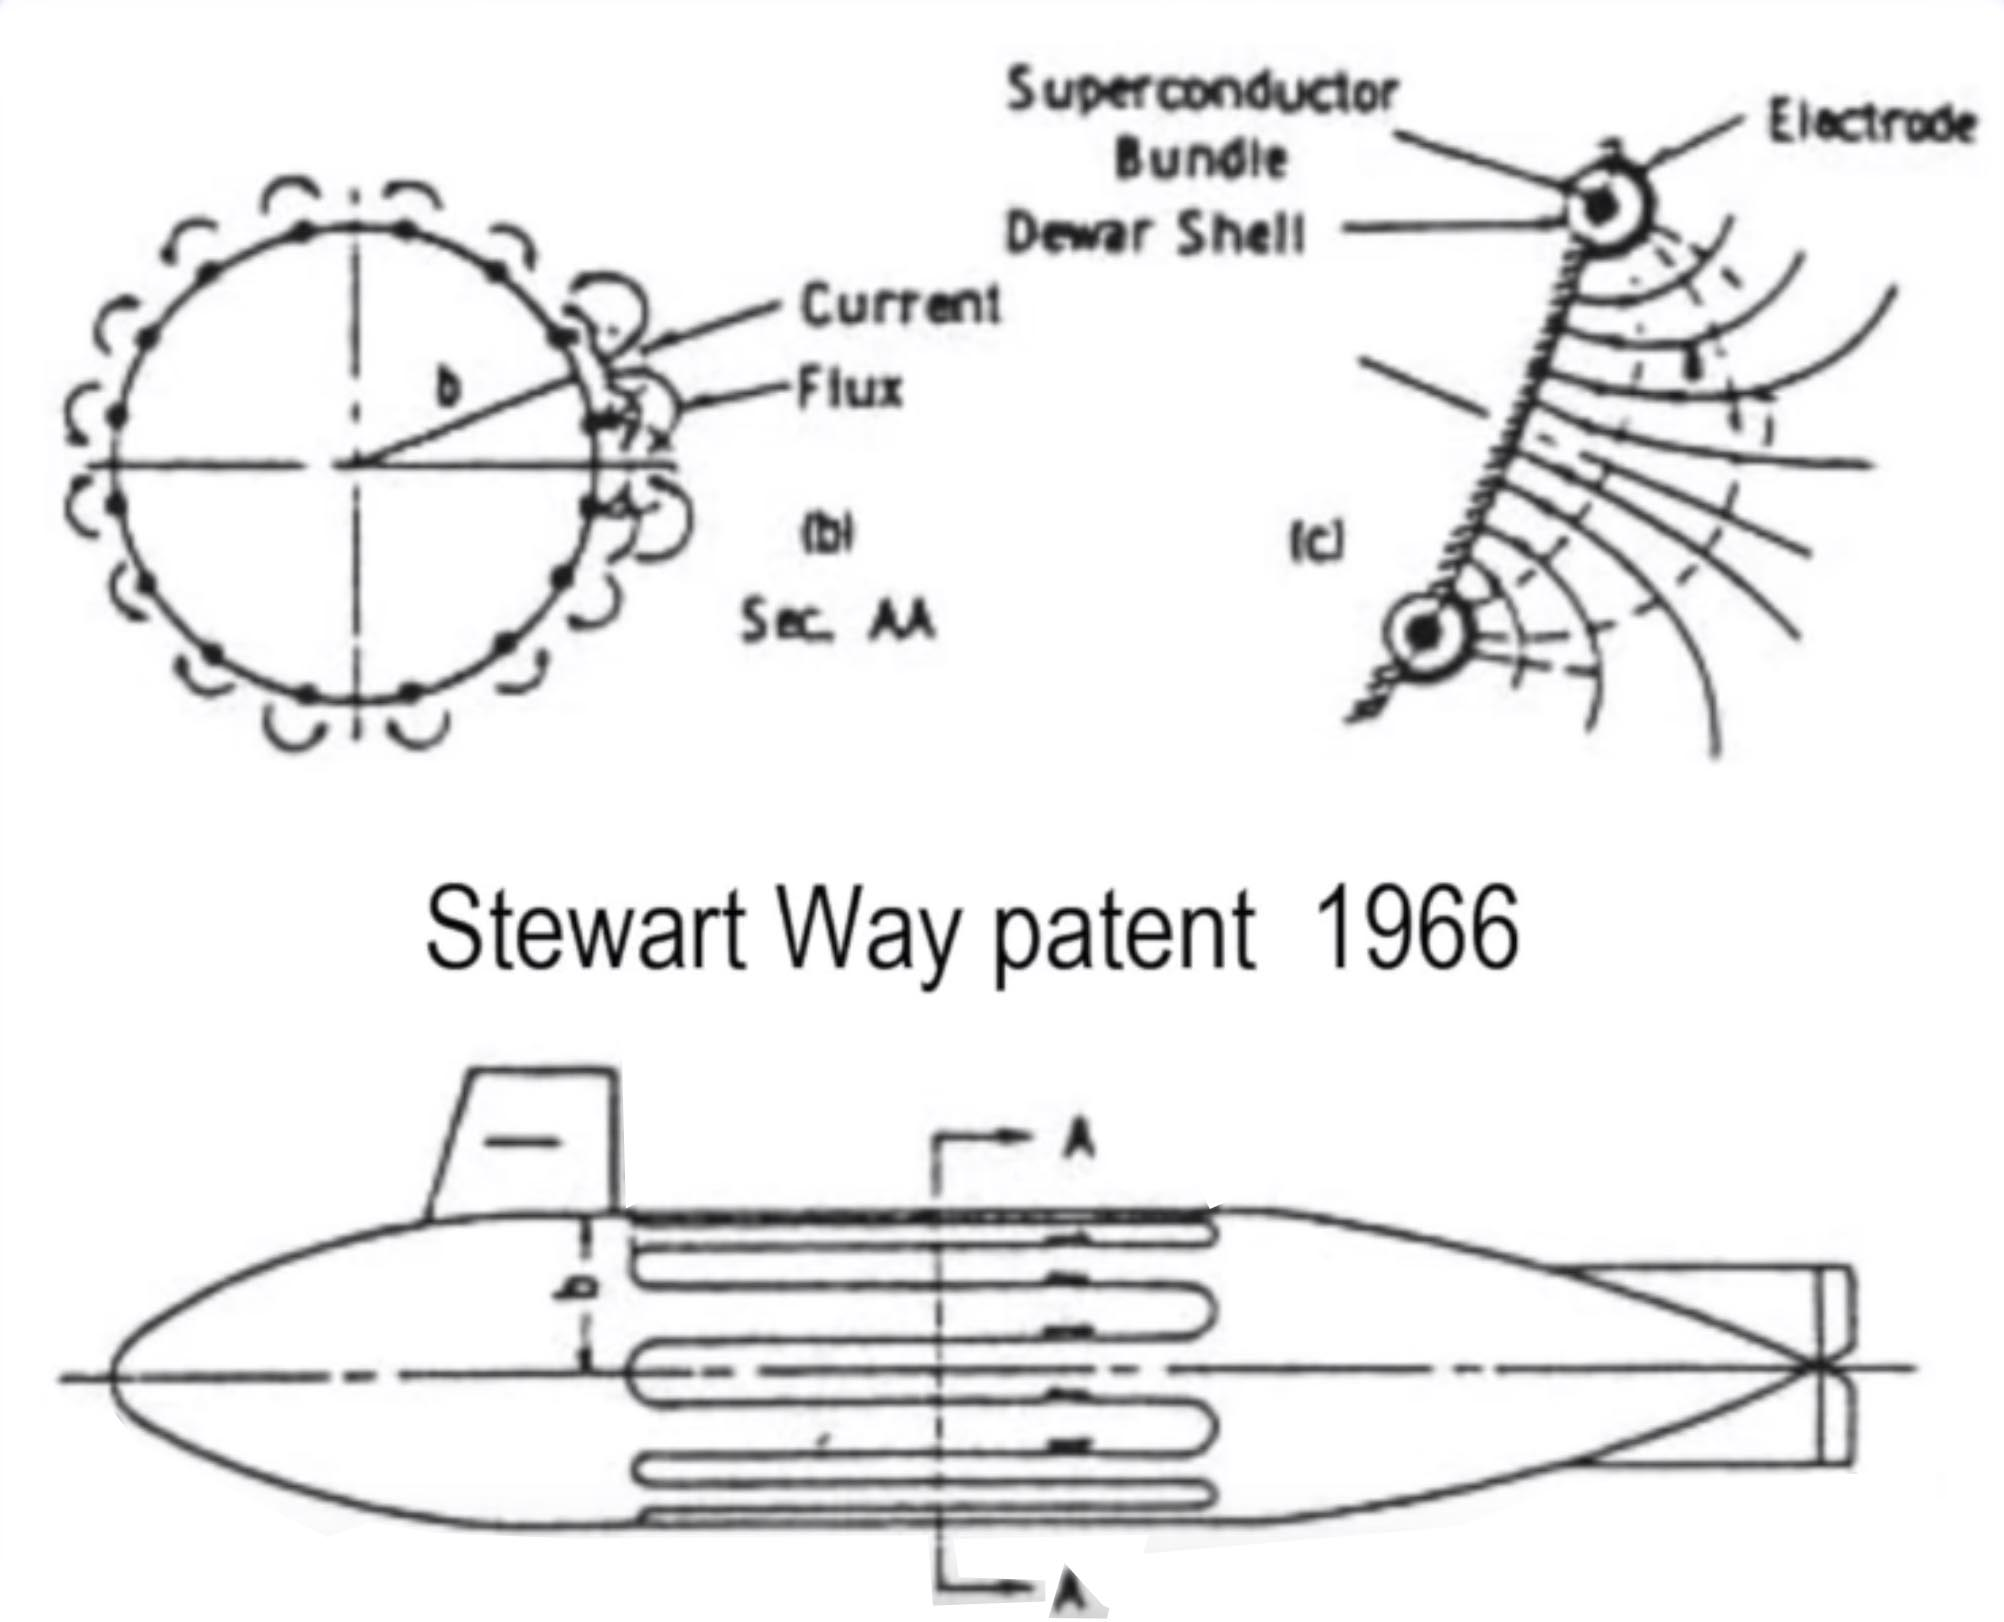 Superconductor
Bundle
Dewar Shell
Electrode
Current
Flux
b
(b)
Sec. AA
(c)
Stewart Way patent 1966
A
b
A